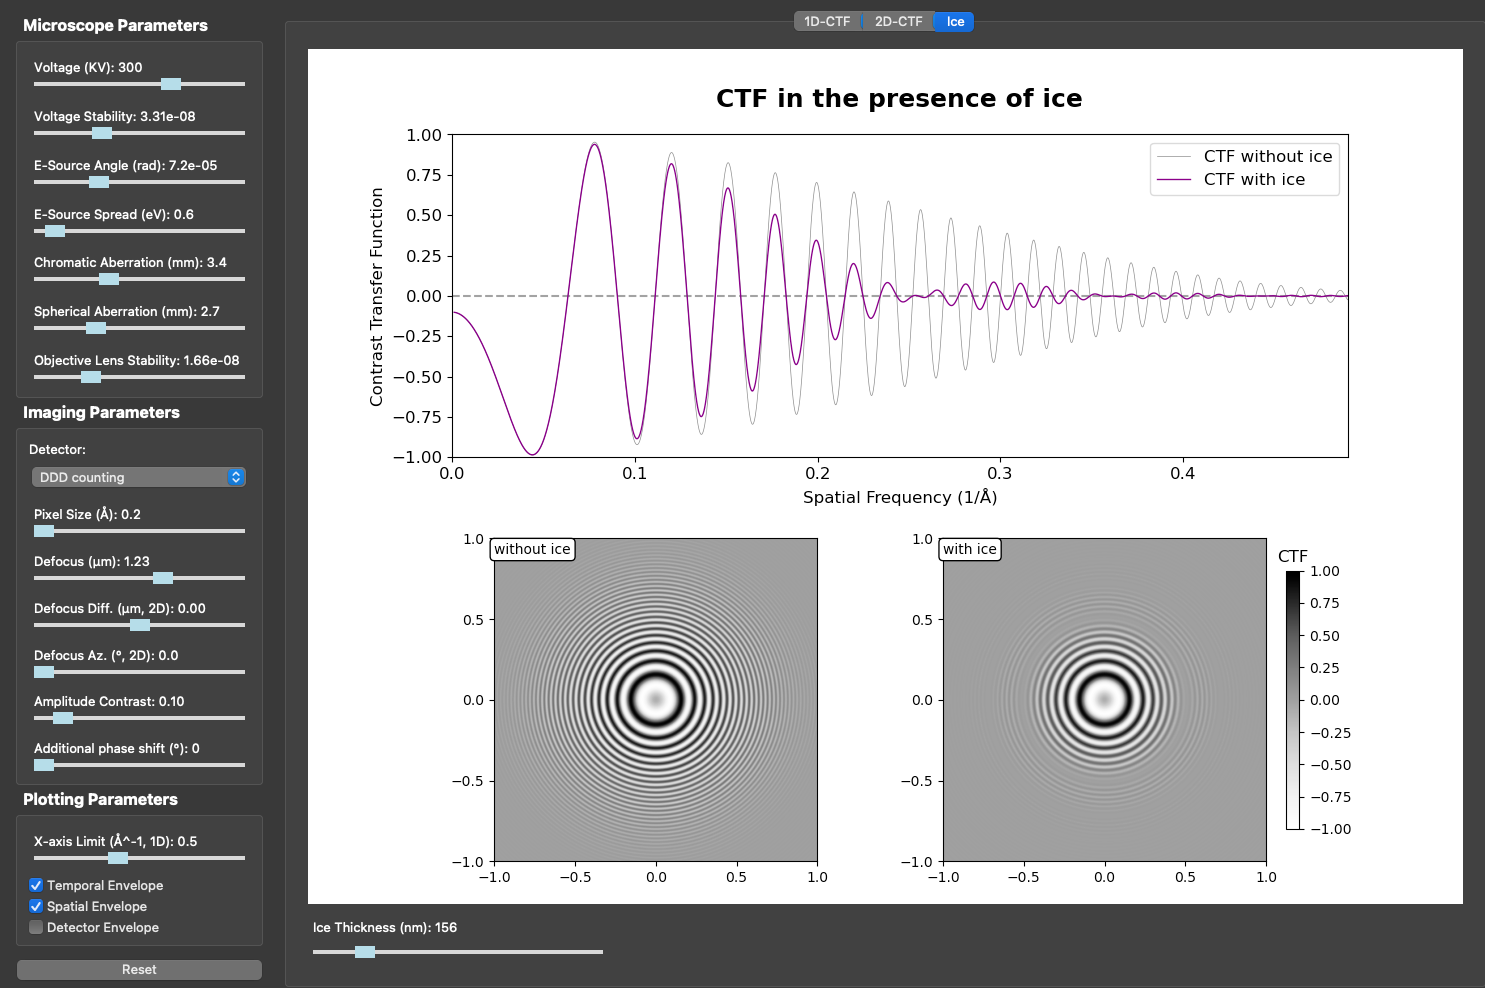 Microscope Parameters
Voltage (KV): 300
Voltage Stability: 3.31e-08
E-Source Angle (rad): 7.2e-05
E-Source Spread (eV): 0.6
Chromatic Aberration (mm): 3.4
Spherical Aberration (mm): 2.7
Objective Lens Stability: 1.66e-08
Imaging Parameters
Detector:
DDD counting
Pixel Size (Å): 0.2
Defocus (µm): 1.23
Defocus Diff. (µm, 2D): 0.00
Defocus Az. (°, 2D): 0.0
Amplitude Contrast: 0.10
Additional phase shift (°): 0
Plotting Parameters
X-axis Limit (Å^-1, 1D): 0.5
Temporal Envelope
Spatial Envelope
Detector Envelope
Reset
1D-CTF 2D-CTF Ice
CTF in the presence of ice
1.00
0.75
0.50
0.25
0.00
−0.25
−0.50
−0.75
−1.00
Contrast Transfer Function
CTF without ice
CTF with ice
0.0 0.1 0.2 0.3 0.4
Spatial Frequency (1/Å)
without ice
1.0
0.5
0.0
−0.5
−1.0
−1.0 −0.5 0.0 0.5 1.0
with ice
1.0
0.5
0.0
−0.5
−1.0
−1.0 −0.5 0.0 0.5 1.0
CTF
1.00
0.75
0.50
0.25
0.00
−0.25
−0.50
−0.75
−1.00
Ice Thickness (nm): 156